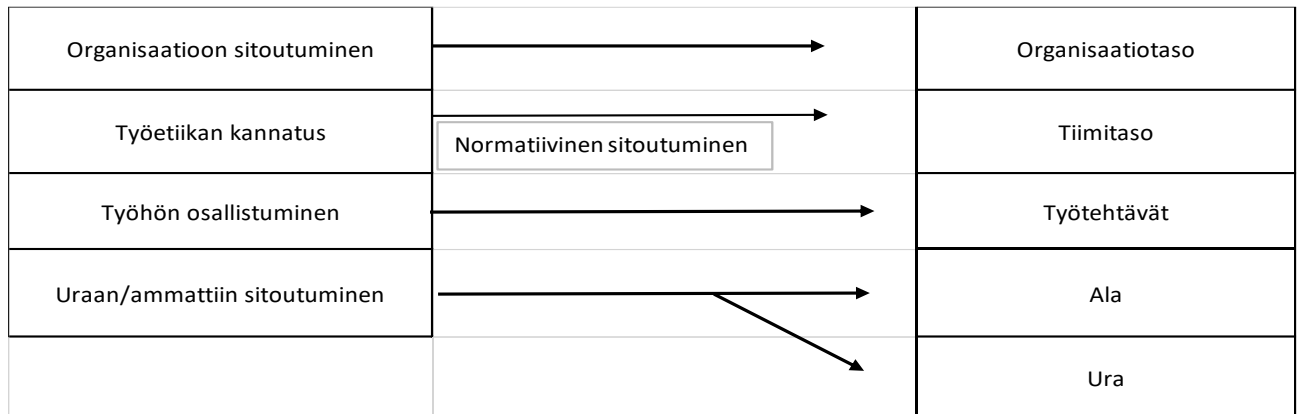 Organisaatioon sitoutuminen
Organisaatiotaso
Työetiikan kannatus
Normatiivinen sitoutuminen
Tiimitaso
Työhön osallistuminen
Työtehtävät
Uraan/ammattiin sitoutuminen
Ala
Ura